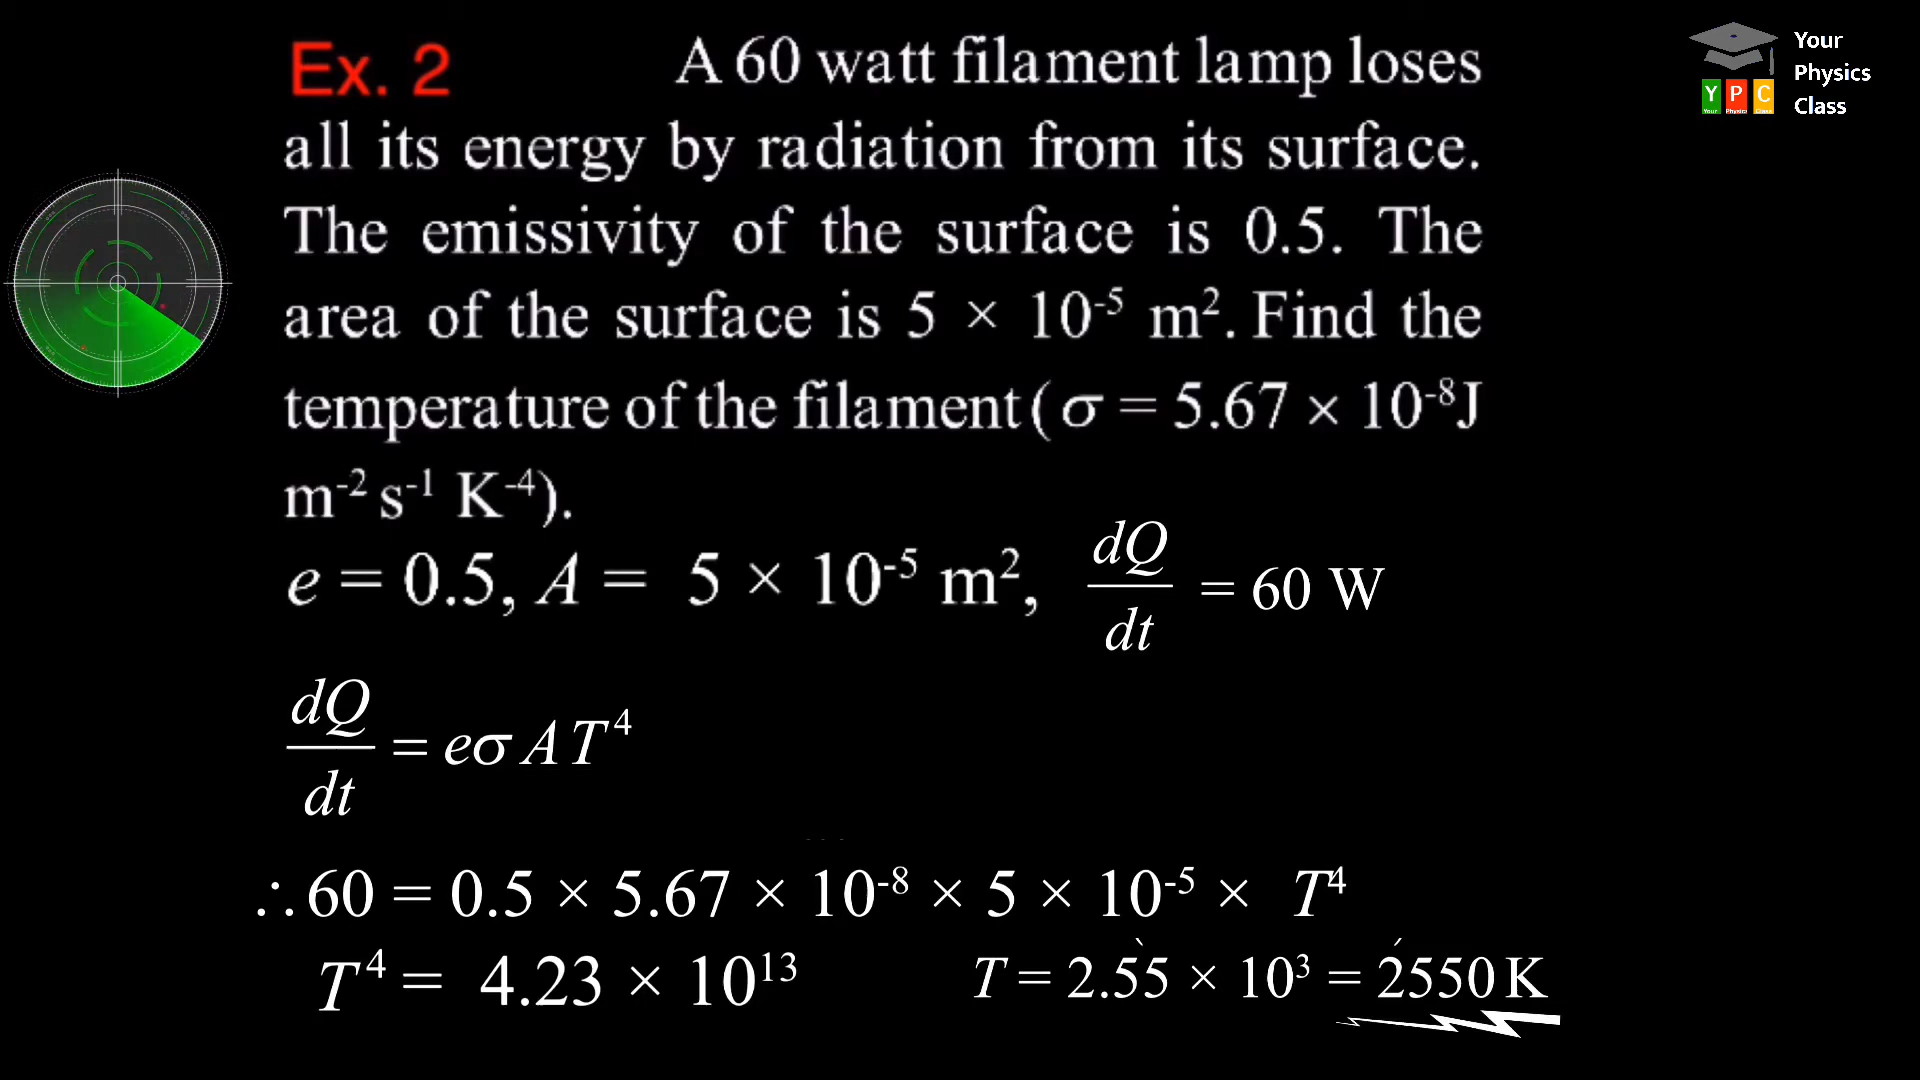 Ex. 2 A 60 watt filament lamp loses
all its energy by radiation from its surface.
The emissivity of the surface is 0.5. The
area of the surface is 5 × 10⁻⁵ m². Find the
temperature of the filament ( σ = 5.67 × 10⁻⁸J
m⁻² s⁻¹ K⁻⁴).
e = 0.5, A = 5 × 10⁻⁵ m², dQ/dt = 60 W
dQ/dt = eσ A T⁴
∴ 60 = 0.5 × 5.67 × 10⁻⁸ × 5 × 10⁻⁵ × T⁴
T⁴ = 4.23 × 10¹³ T = 2.55 × 10³ = 2550 K
Your
Physics
Class
Y P C